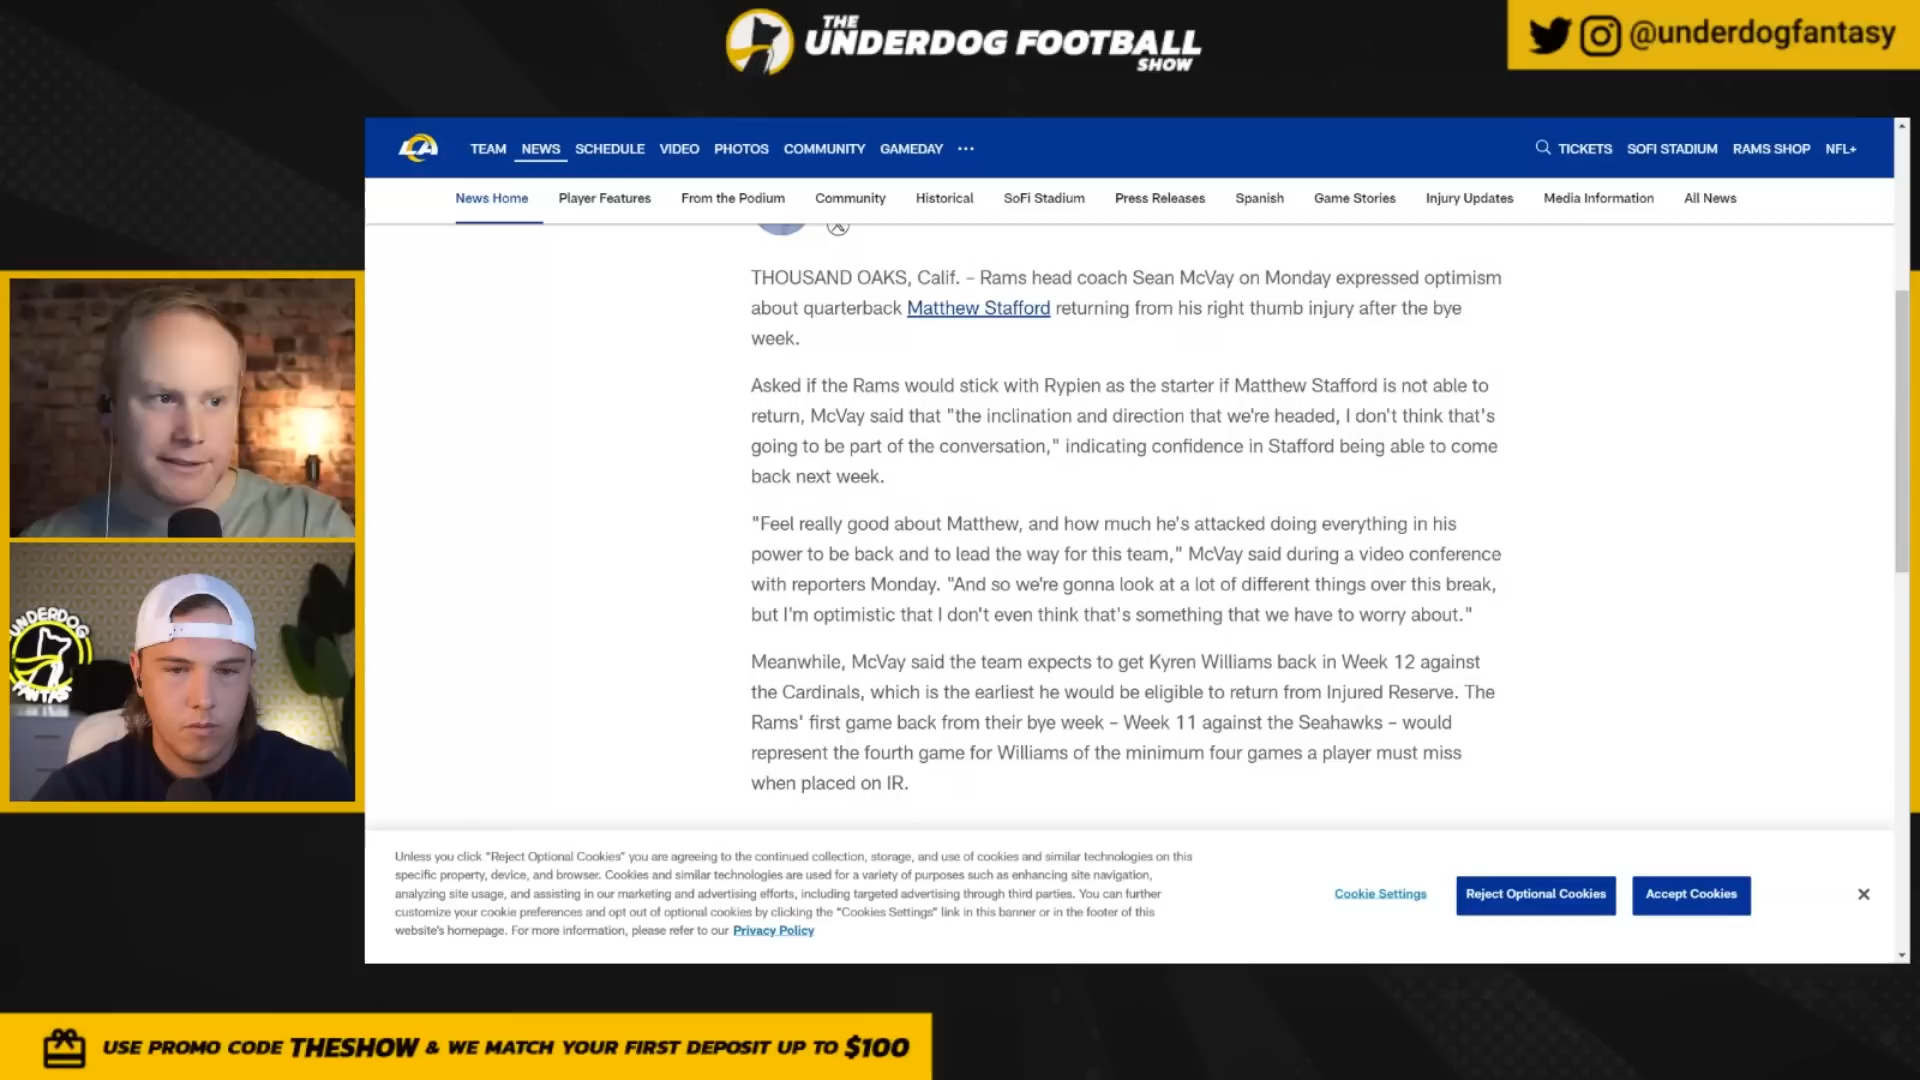 THE
UNDERDOG FOOTBALL
SHOW
@underdogfantasy
LA
TEAM NEWS SCHEDULE VIDEO PHOTOS COMMUNITY GAMEDAY ···
TICKETS SOFI STADIUM RAMS SHOP NFL+
News Home Player Features From the Podium Community Historical SoFi Stadium Press Releases Spanish Game Stories Injury Updates Media Information All News
THOUSAND OAKS, Calif. – Rams head coach Sean McVay on Monday expressed optimism
about quarterback Matthew Stafford returning from his right thumb injury after the bye
week.
Asked if the Rams would stick with Rypien as the starter if Matthew Stafford is not able to
return, McVay said that "the inclination and direction that we're headed, I don't think that's
going to be part of the conversation," indicating confidence in Stafford being able to come
back next week.
"Feel really good about Matthew, and how much he's attacked doing everything in his
power to be back and to lead the way for this team," McVay said during a video conference
with reporters Monday. "And so we're gonna look at a lot of different things over this break,
but I'm optimistic that I don't even think that's something that we have to worry about."
Meanwhile, McVay said the team expects to get Kyren Williams back in Week 12 against
the Cardinals, which is the earliest he would be eligible to return from Injured Reserve. The
Rams' first game back from their bye week – Week 11 against the Seahawks – would
represent the fourth game for Williams of the minimum four games a player must miss
when placed on IR.
UNDERDOG
FANTASY
Unless you click "Reject Optional Cookies" you are agreeing to the continued collection, storage, and use of cookies and similar technologies on this
specific property, device, and browser. Cookies and similar technologies are used for a variety of purposes such as enhancing site navigation,
analyzing site usage, and assisting in our marketing and advertising efforts, including targeted advertising through third parties. You can further
customize your cookie preferences and opt out of optional cookies by clicking the "Cookies Settings" link in this banner or in the footer of this
website's homepage. For more information, please refer to our Privacy Policy
Cookie Settings
Reject Optional Cookies
Accept Cookies
USE PROMO CODE THESHOW & WE MATCH YOUR FIRST DEPOSIT UP TO $100